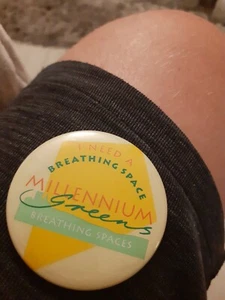 I NEED A
BREATHING SPACE
MILLENNIUM
Greens
BREATHING SPACES